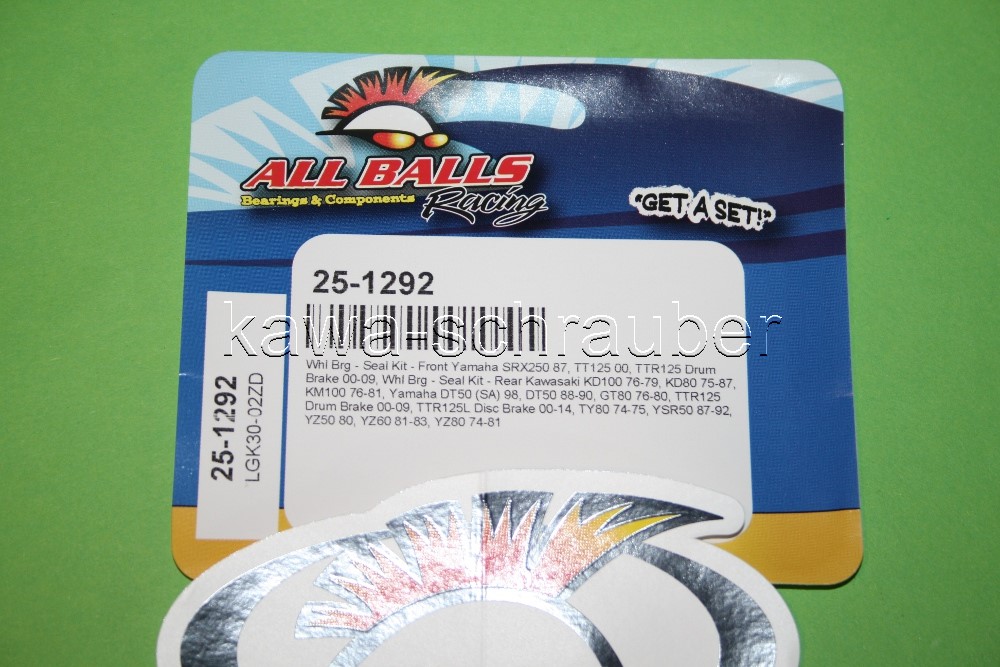 ALL BALLS
Bearings & Components Racing
"GET A SET!"
25-1292
kawa-schrauber
Whl Brg - Seal Kit - Front Yamaha SRX250 87, TT125 00, TTR125 Drum
Brake 00-09, Whl Brg - Seal Kit - Rear Kawasaki KD100 76-79, KD80 75-87,
KM100 76-81, Yamaha DT50 (SA) 98, DT50 88-90, GT80 76-80, TTR125
Drum Brake 00-09, TTR125L Disc Brake 00-14, TY80 74-75, YSR50 87-92,
YZ50 80, YZ60 81-83, YZ80 74-81
25-1292
LGK30-02ZD